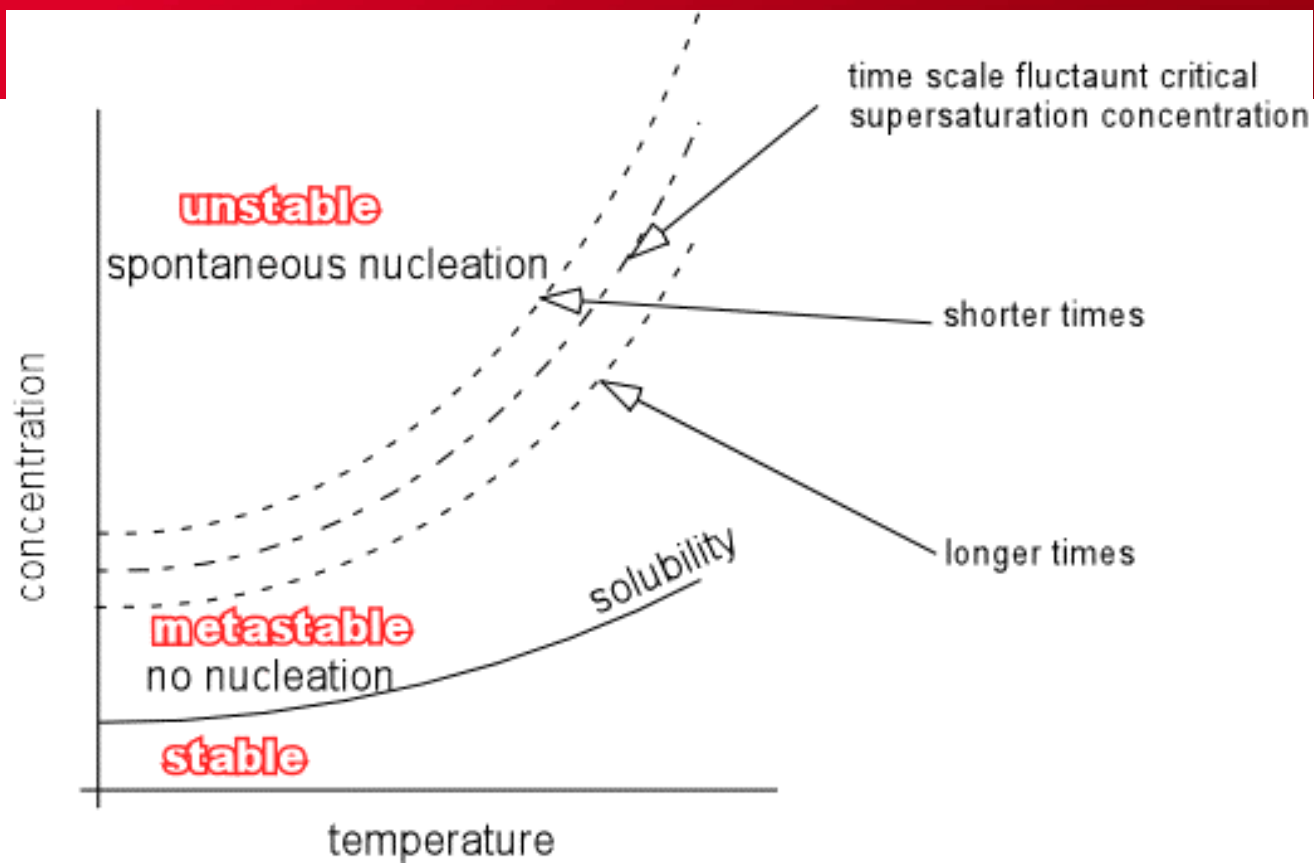 time scale fluctaunt critical
supersaturation concentration
unstable
spontaneous nucleation
shorter times
concentration
longer times
solubility
metastable
no nucleation
stable
temperature